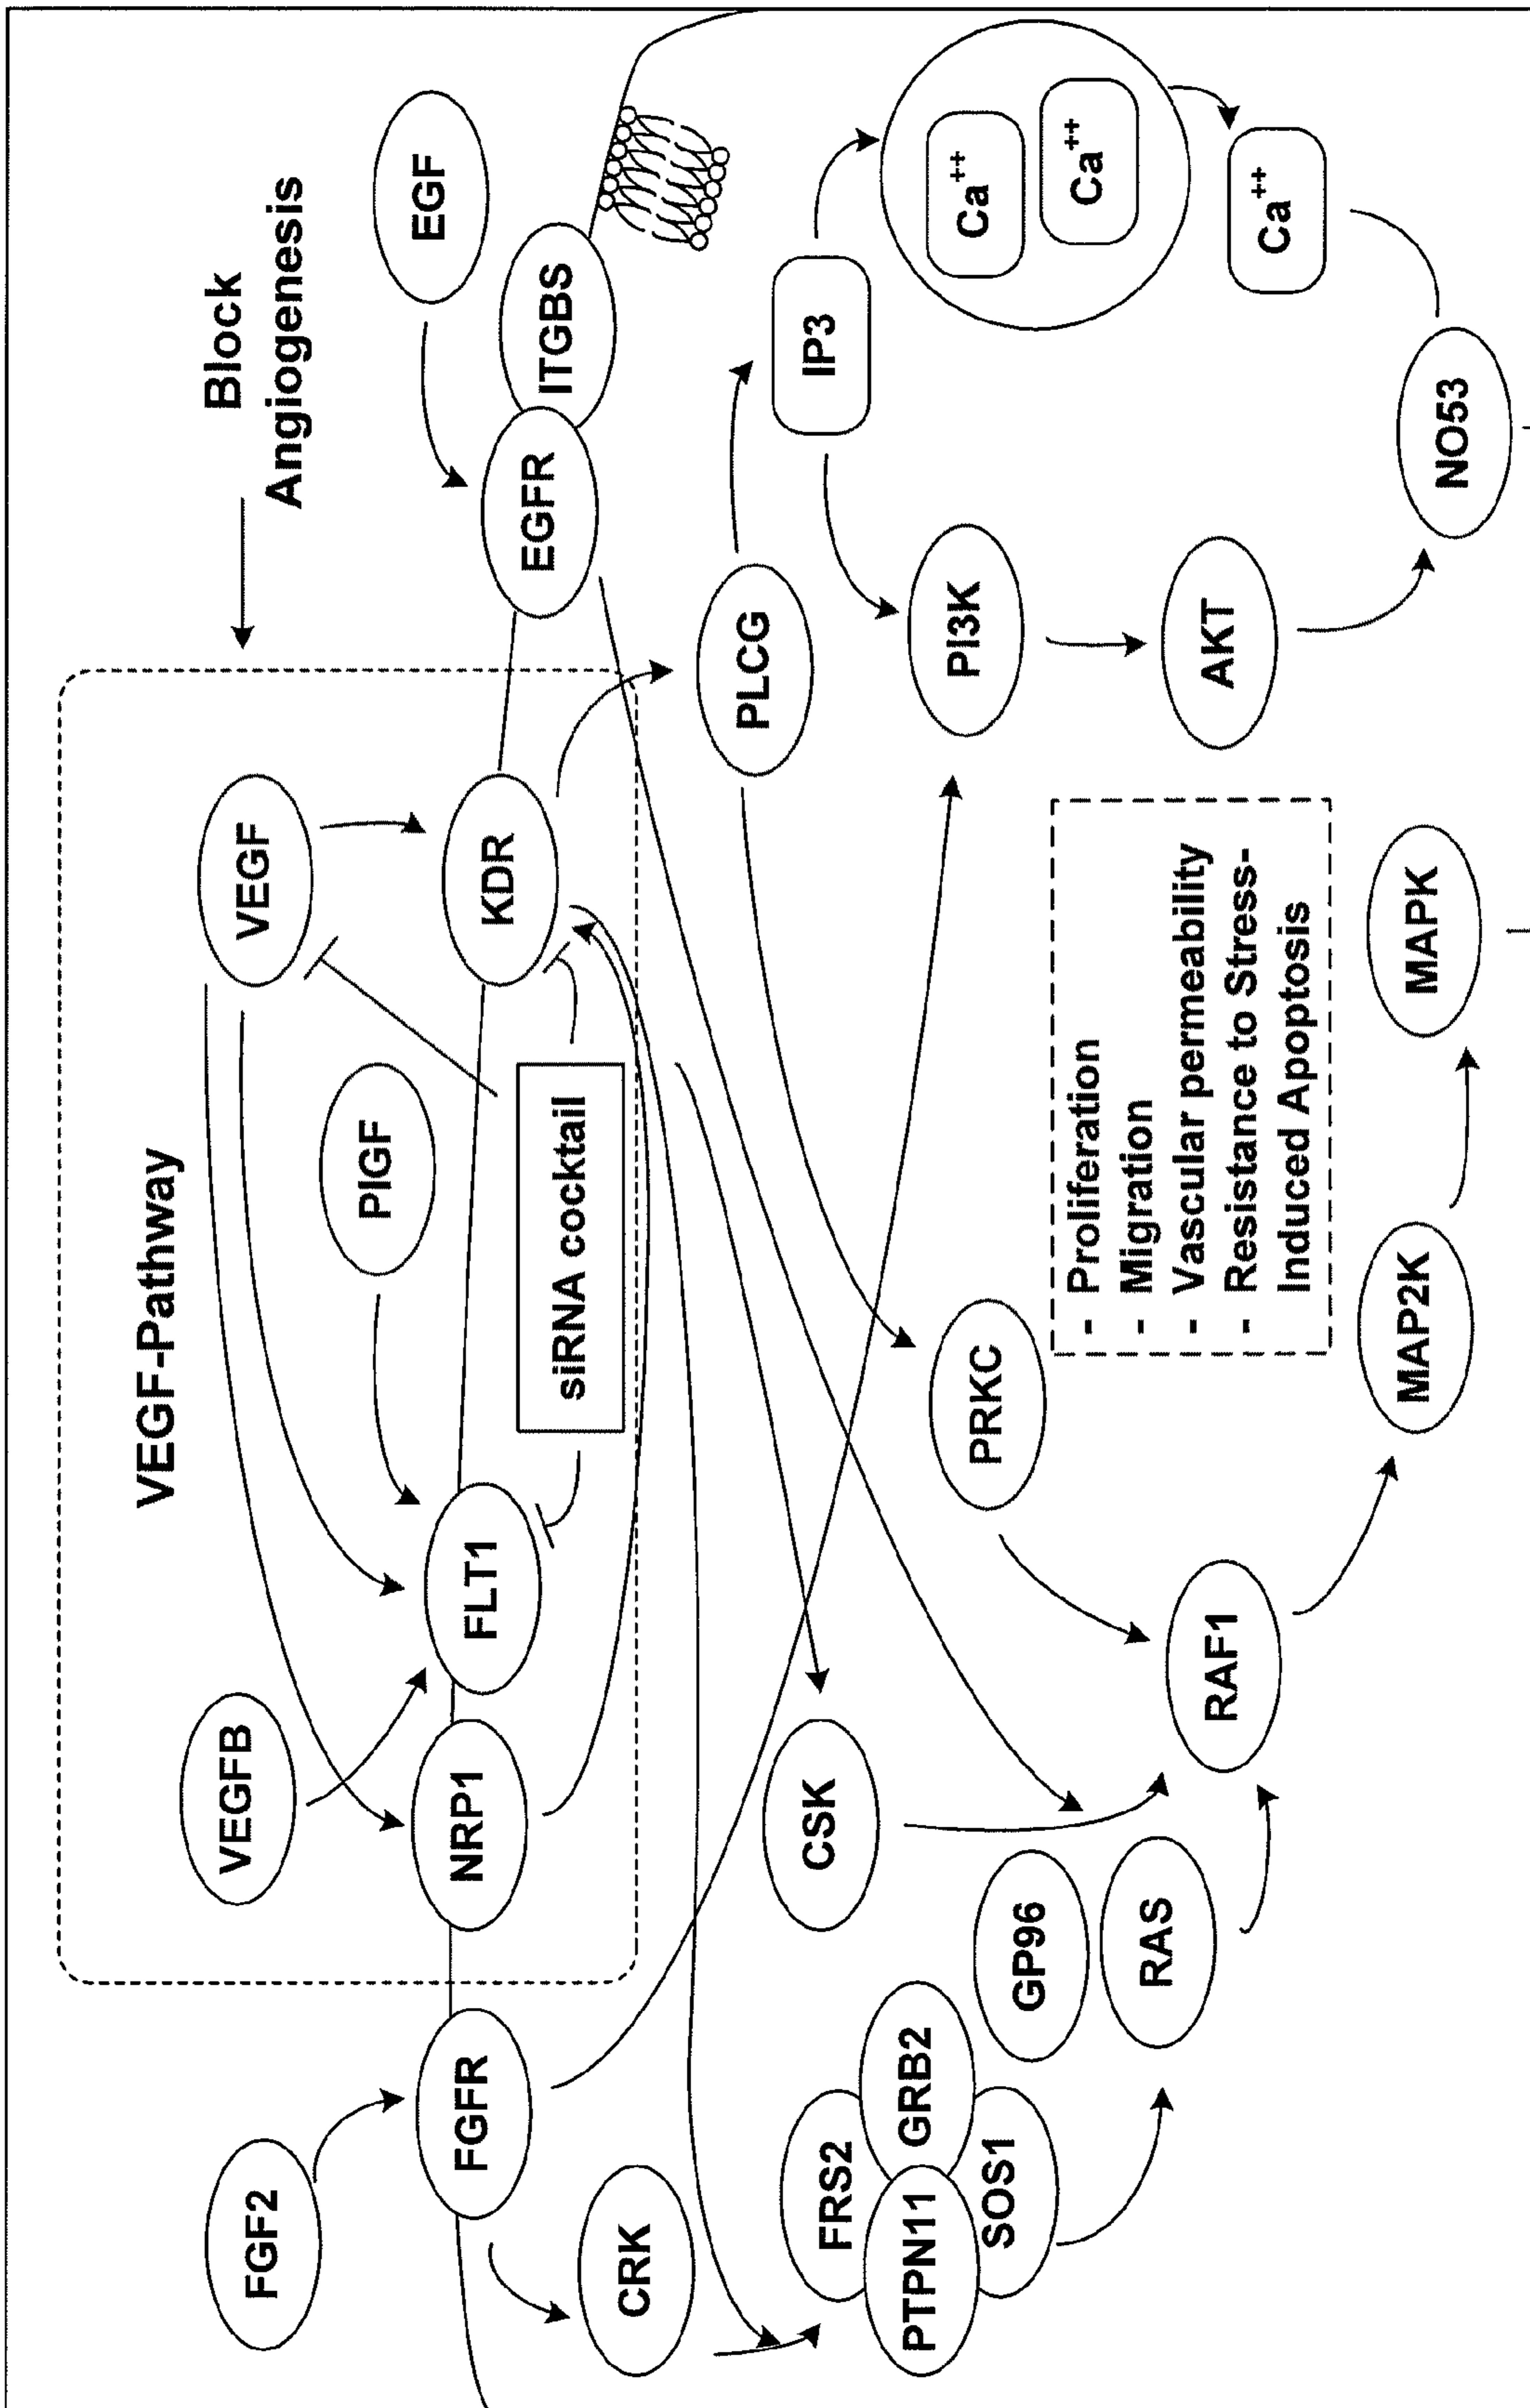 VEGF-Pathway
Block
Angiogenesis
FGF2
VEGFB
VEGF
EGF
PIGF
FGFR
NRP1
FLT1
KDR
EGFR
ITGBS
siRNA cocktail
CRK
PLCG
IP3
CSK
FRS2
GRB2
PTPN11
SOS1
GP96
RAS
PRKC
PI3K
Ca++
Ca++
Ca++
RAF1
AKT
- Proliferation
- Migration
- Vascular permeability
- Resistance to Stress-
Induced Apoptosis
MAP2K
MAPK
NO53